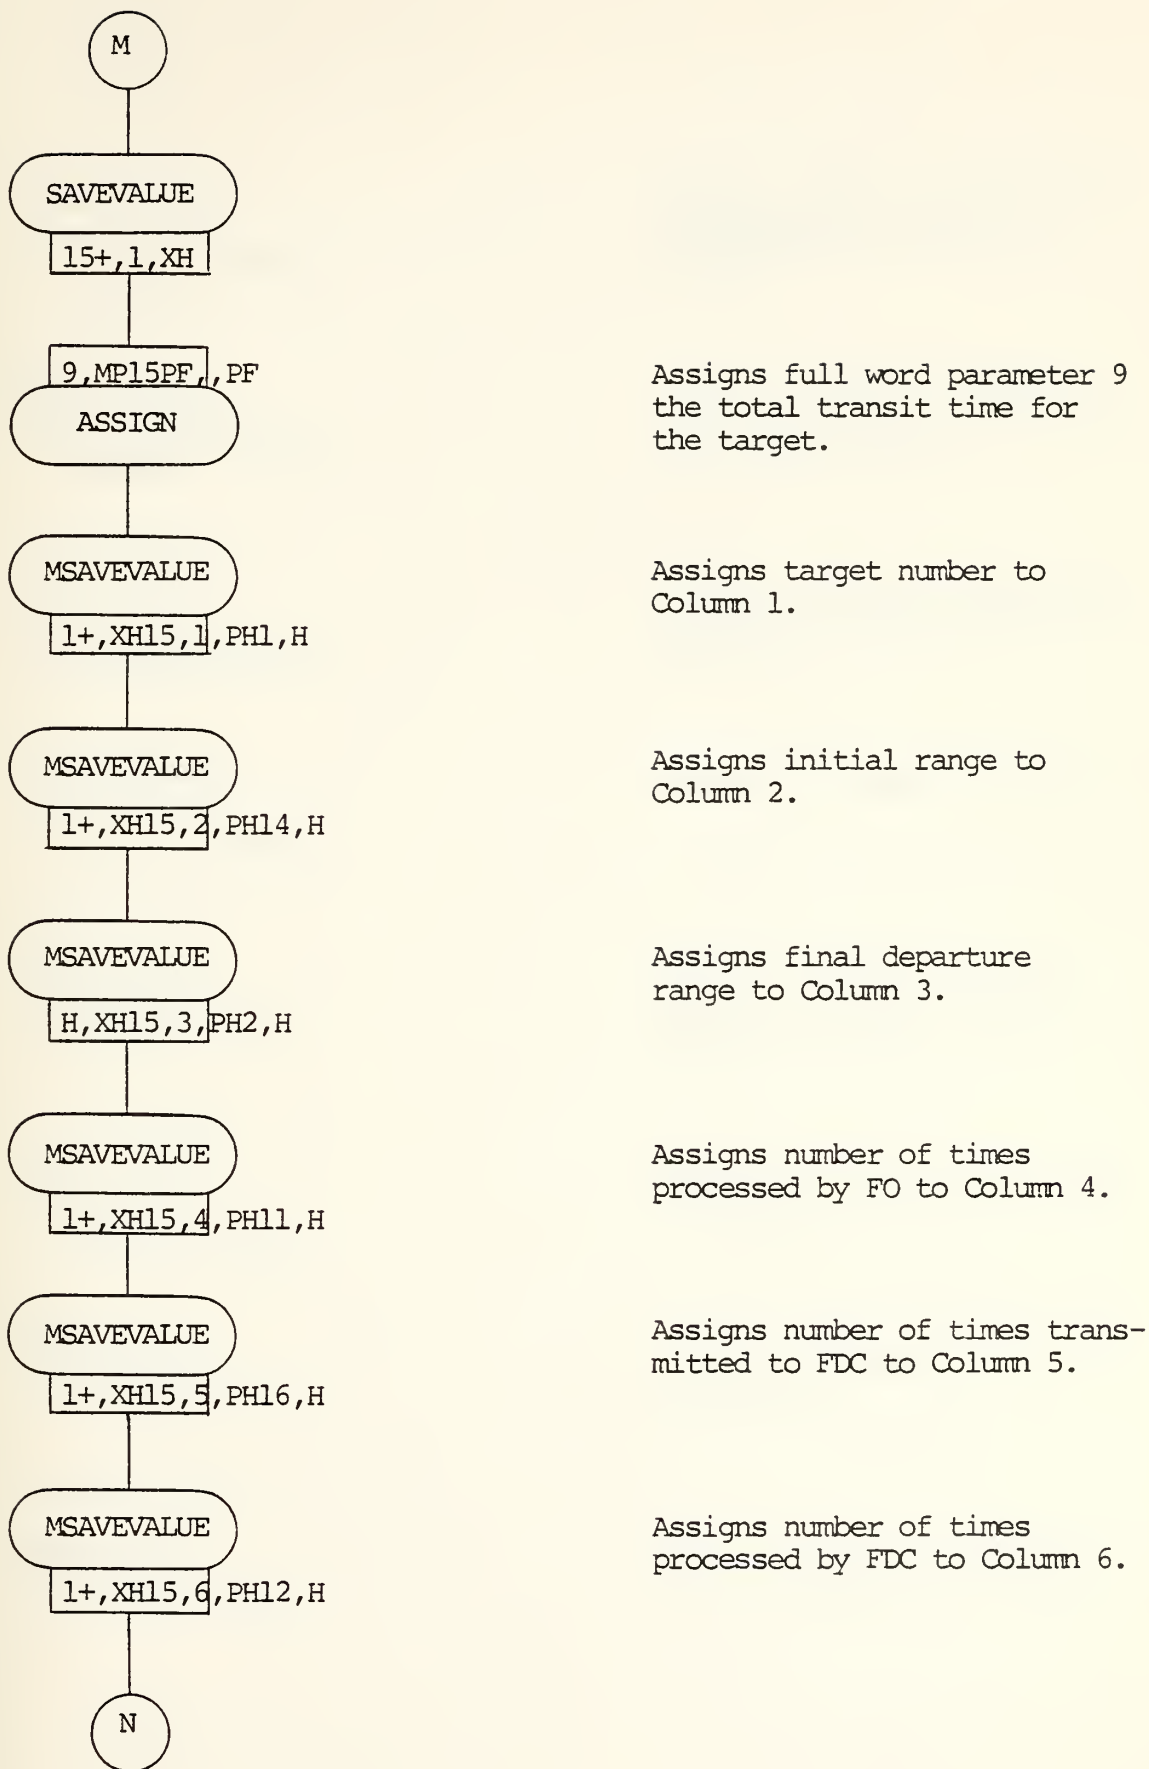 M
SAVEVALUE
15+,1,XH
9,MP15PF,,PF
ASSIGN
Assigns full word parameter 9
the total transit time for
the target.
MSAVEVALUE
1+,XH15,1,PH1,H
Assigns target number to
Column 1.
MSAVEVALUE
1+,XH15,2,PH14,H
Assigns initial range to
Column 2.
MSAVEVALUE
H,XH15,3,PH2,H
Assigns final departure
range to Column 3.
MSAVEVALUE
1+,XH15,4,PH11,H
Assigns number of times
processed by FO to Column 4.
MSAVEVALUE
1+,XH15,5,PH16,H
Assigns number of times trans-
mitted to FDC to Column 5.
MSAVEVALUE
1+,XH15,6,PH12,H
Assigns number of times
processed by FDC to Column 6.
N